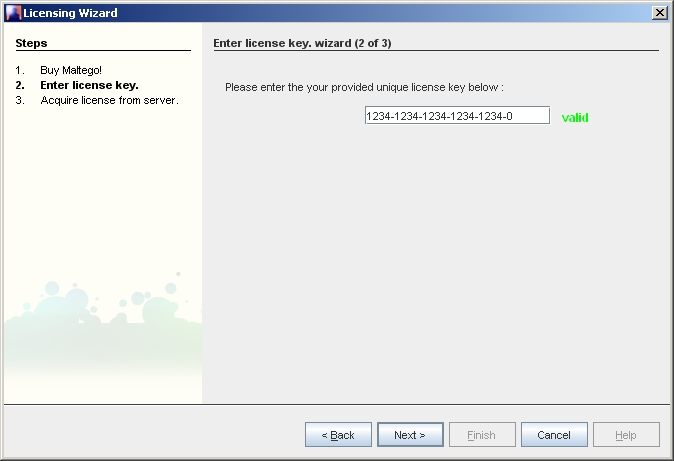 Licensing Wizard
Steps
1. Buy Maltego!
2. Enter license key.
3. Acquire license from server.
Enter license key. wizard (2 of 3)
Please enter the your provided unique license key below :
1234-1234-1234-1234-1234-0 valid
< Back Next > Finish Cancel Help